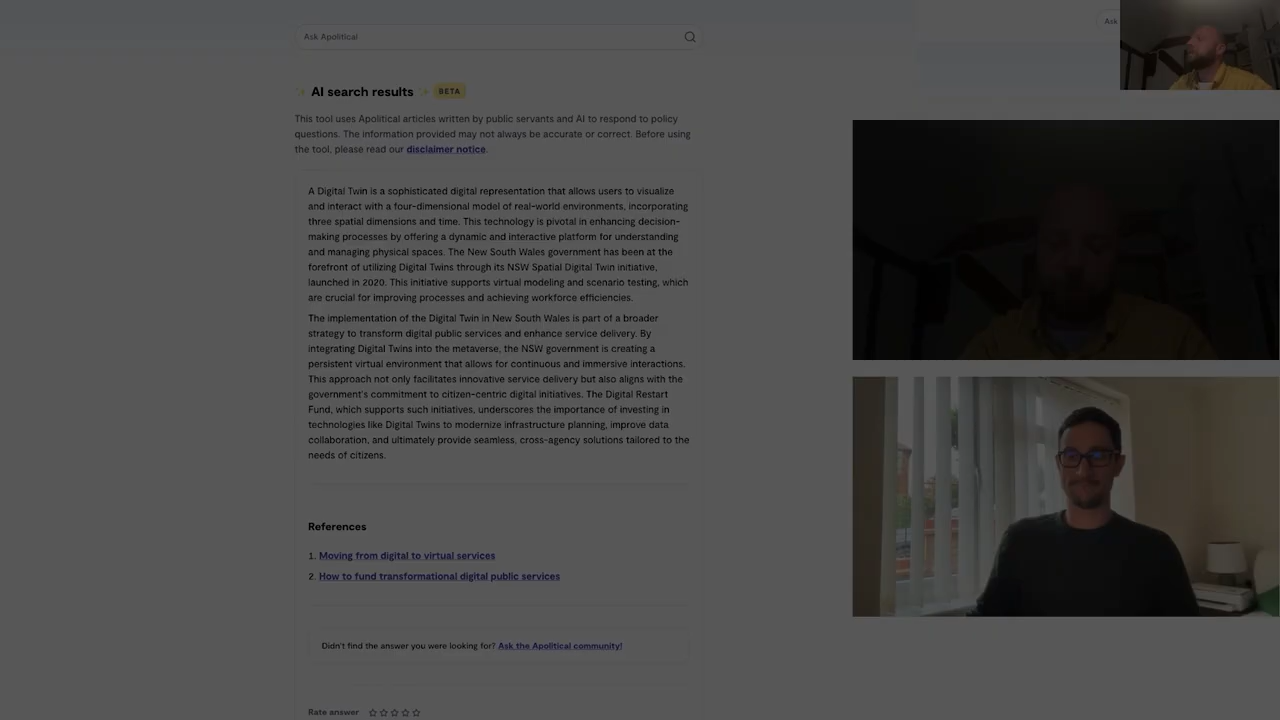 Ask Apolitical
Ask
AI search results
BETA
This tool uses Apolitical articles written by public servants and AI to respond to policy
questions. The information provided may not always be accurate or correct. Before using
the tool, please read our disclaimer notice.
A Digital Twin is a sophisticated digital representation that allows users to visualize
and interact with a four-dimensional model of real-world environments, incorporating
three spatial dimensions and time. This technology is pivotal in enhancing decision-
making processes by offering a dynamic and interactive platform for understanding
and managing physical spaces. The New South Wales government has been at the
forefront of utilizing Digital Twins through its NSW Spatial Digital Twin initiative,
launched in 2020. This initiative supports virtual modeling and scenario testing, which
are crucial for improving processes and achieving workforce efficiencies.
The implementation of the Digital Twin in New South Wales is part of a broader
strategy to transform digital public services and enhance service delivery. By
integrating Digital Twins into the metaverse, the NSW government is creating a
persistent virtual environment that allows for continuous and immersive interactions.
This approach not only facilitates innovative service delivery but also aligns with the
government's commitment to citizen-centric digital initiatives. The Digital Restart
Fund, which supports such initiatives, underscores the importance of investing in
technologies like Digital Twins to modernize infrastructure planning, improve data
collaboration, and ultimately provide seamless, cross-agency solutions tailored to the
needs of citizens.
References
1. Moving from digital to virtual services
2. How to fund transformational digital public services
Didn't find the answer you were looking for? Ask the Apolitical community!
Rate answer